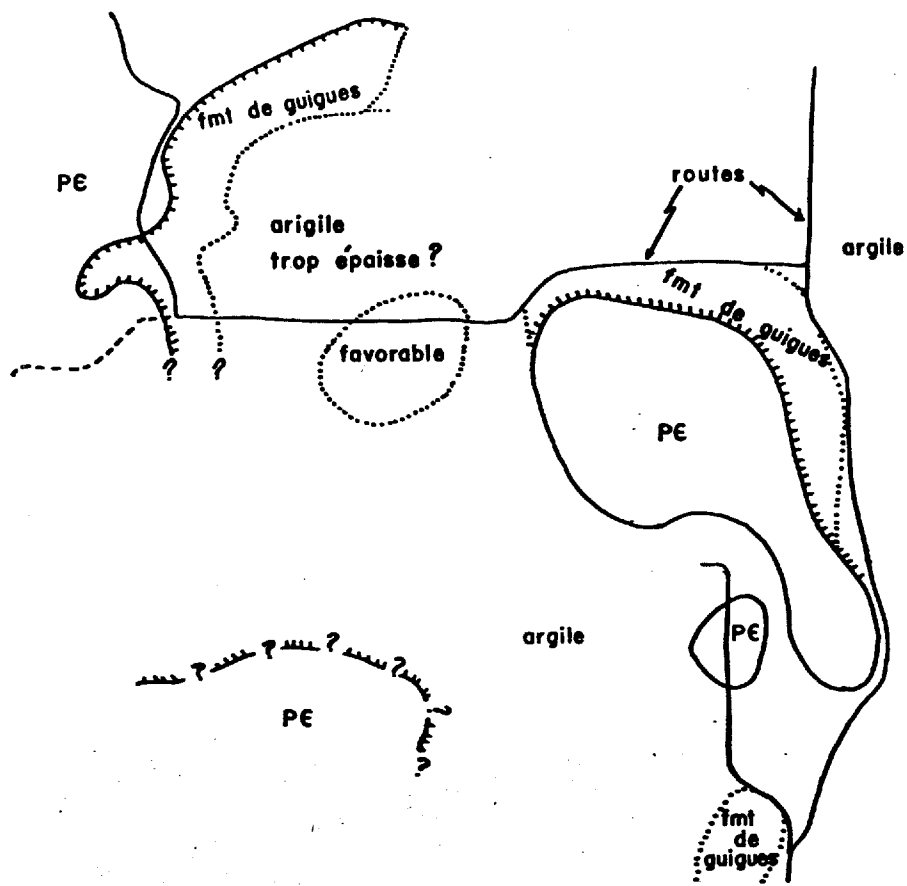 fmt de guigues
PЄ
routes
arigile
trop épaisse ?
argile
fmt de guigues
? ?
favorable
PЄ
argile
PЄ
? ? ? ? ?
PЄ
fmt
de
guigues